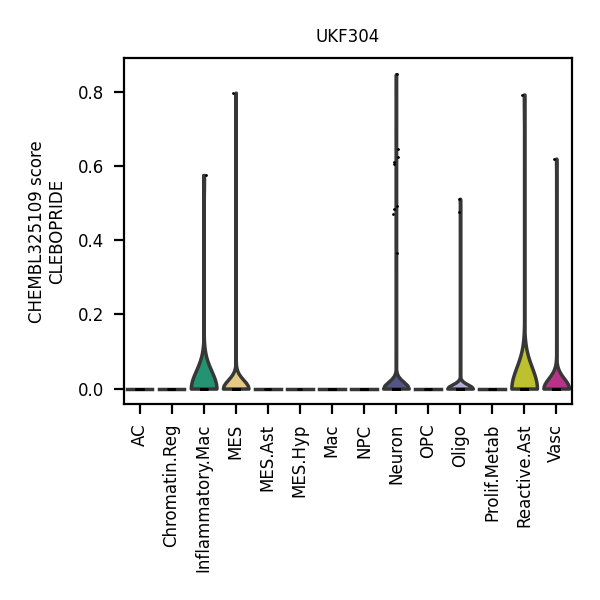 UKF304
CHEMBL325109 score
CLEBOPRIDE
0.8
0.6
0.4
0.2
0.0
AC
Chromatin.Reg
Inflammatory.Mac
MES
MES.Ast
MES.Hyp
Mac
NPC
Neuron
OPC
Oligo
Prolif.Metab
Reactive.Ast
Vasc